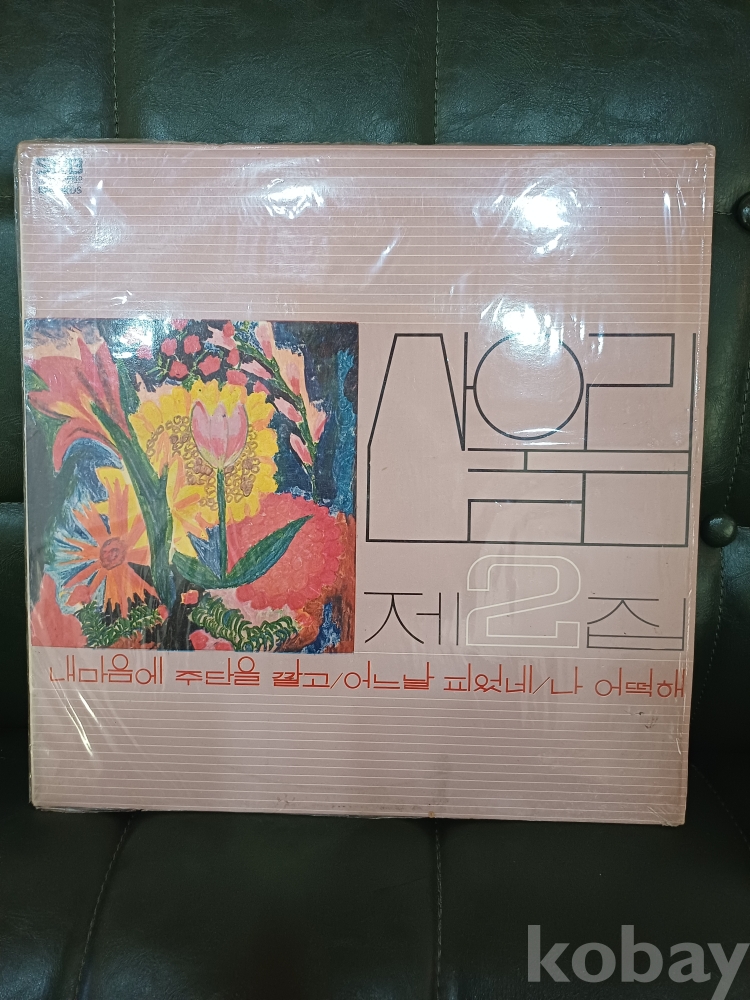 산울림
제2집
내마음에 주단을 깔고/어느날 피었네/나 어떡해
kobay